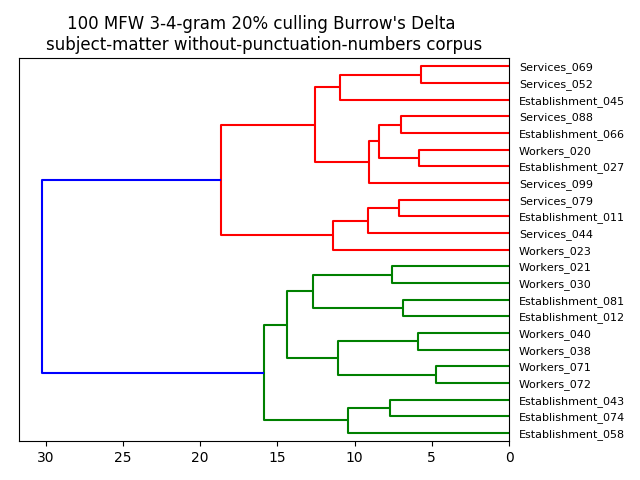 100 MFW 3-4-gram 20% culling Burrow's Delta
subject-matter without-punctuation-numbers corpus
Services_069
Services_052
Establishment_045
Services_088
Establishment_066
Workers_020
Establishment_027
Services_099
Services_079
Establishment_011
Services_044
Workers_023
Workers_021
Workers_030
Establishment_081
Establishment_012
Workers_040
Workers_038
Workers_071
Workers_072
Establishment_043
Establishment_074
Establishment_058
30 25 20 15 10 5 0